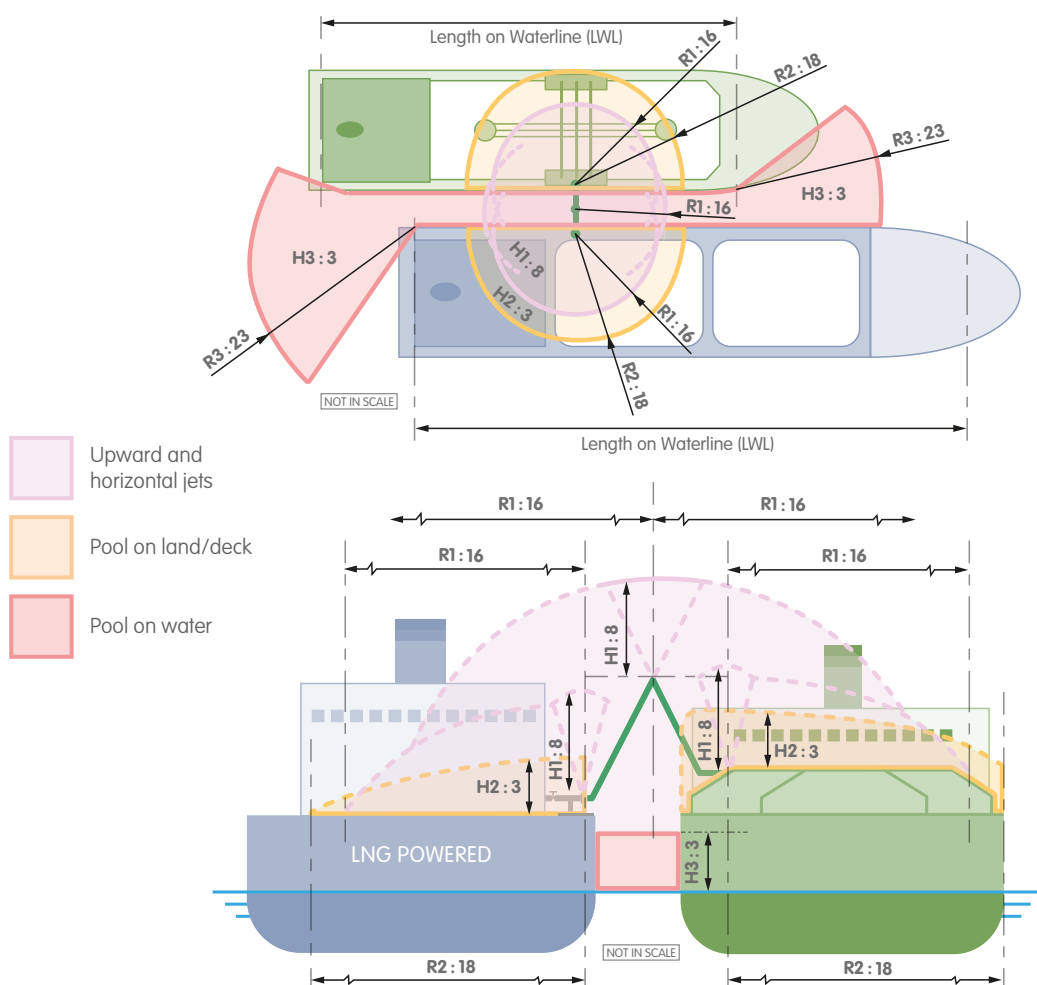 Length on Waterline (LWL)
R1:16
R2:18
R3:23
H3:3
R1:16
H3:3
H1:8
H2:3
R1:16
R3:23
R2:18
NOT IN SCALE
Length on Waterline (LWL)
Upward and
horizontal jets
Pool on land/deck
Pool on water
R1:16
R1:16
R1:16
R1:16
H1:8
H1:8
H1:8
H2:3
H2:3
LNG POWERED
H3:3
NOT IN SCALE
R2:18
R2:18